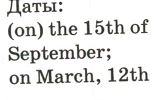 Даты:
(on) the 15th of
September;
on March, 12th